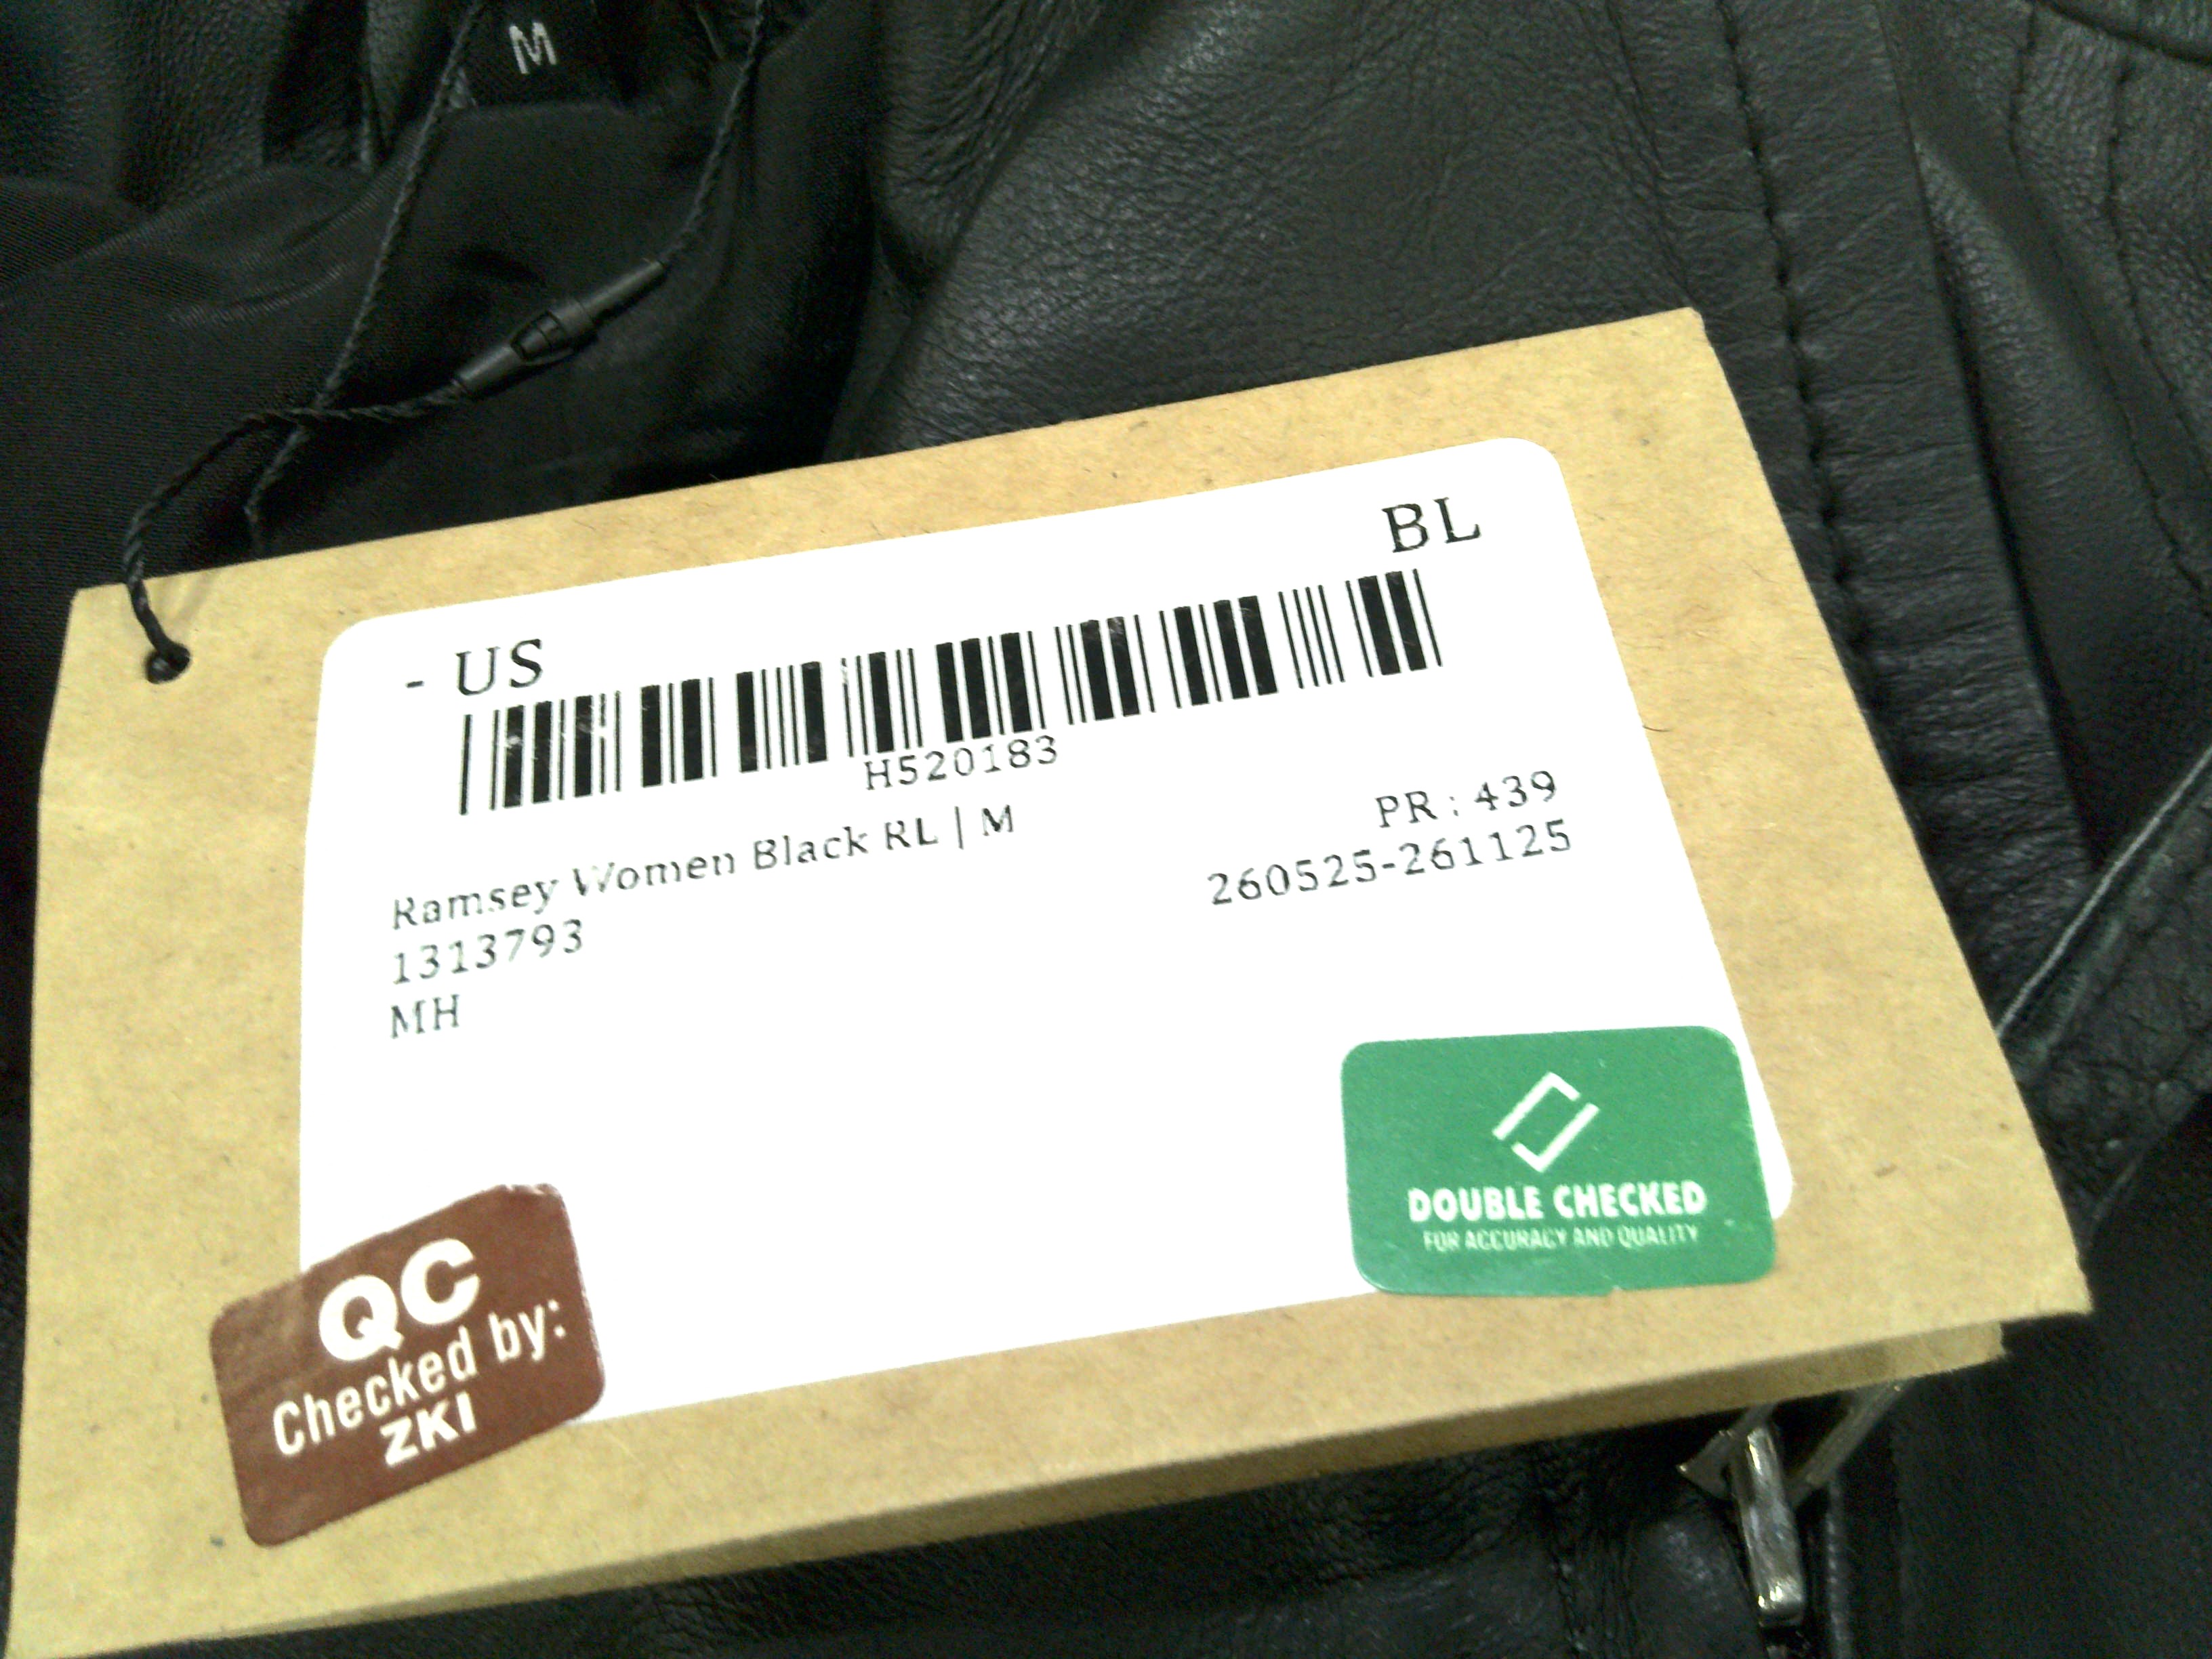 M
BL
- US
H520183
Ramsey Women Black RL | M
PR : 439
1313793
260525-261125
MH
DOUBLE CHECKED
FOR ACCURACY AND QUALITY
QC
Checked by:
ZKI